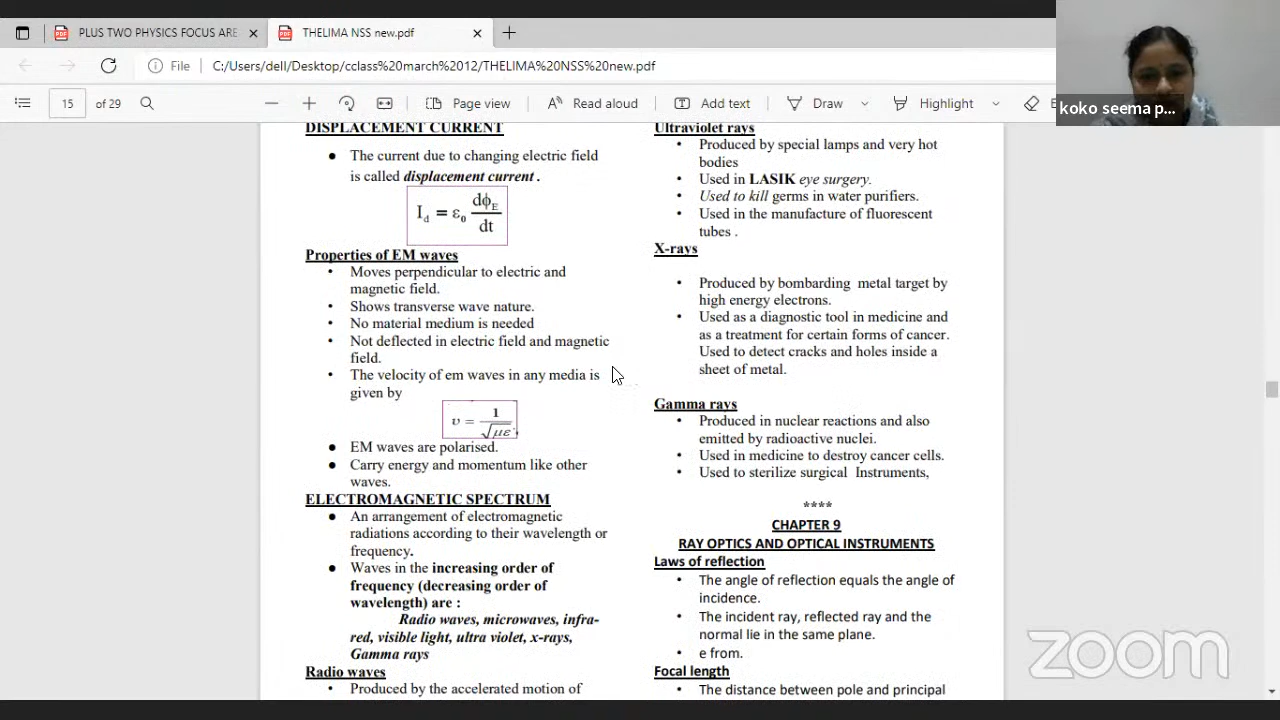 PLUS TWO PHYSICS FOCUS ARE
THELIMA NSS new.pdf
File
C:/Users/dell/Desktop/cclass%20march%2012/THELIMA%20NSS%20new.pdf
15 of 29
Page view
Read aloud
Add text
Draw
Highlight
koko seema p...
DISPLACEMENT CURRENT
● The current due to changing electric field
is called displacement current .
I_d = ε₀ dϕ_E/dt
Properties of EM waves
• Moves perpendicular to electric and
magnetic field.
• Shows transverse wave nature.
• No material medium is needed
• Not deflected in electric field and magnetic
field.
• The velocity of em waves in any media is
given by
υ = 1/√με
● EM waves are polarised.
● Carry energy and momentum like other
waves.
ELECTROMAGNETIC SPECTRUM
● An arrangement of electromagnetic
radiations according to their wavelength or
frequency.
● Waves in the increasing order of
frequency (decreasing order of
wavelength) are :
Radio waves, microwaves, infra-
red, visible light, ultra violet, x-rays,
Gamma rays
Radio waves
• Produced by the accelerated motion of
Ultraviolet rays
• Produced by special lamps and very hot
bodies
• Used in LASIK eye surgery.
• Used to kill germs in water purifiers.
• Used in the manufacture of fluorescent
tubes .
X-rays
• Produced by bombarding metal target by
high energy electrons.
• Used as a diagnostic tool in medicine and
as a treatment for certain forms of cancer.
Used to detect cracks and holes inside a
sheet of metal.
Gamma rays
• Produced in nuclear reactions and also
emitted by radioactive nuclei.
• Used in medicine to destroy cancer cells.
• Used to sterilize surgical Instruments,
****
CHAPTER 9
RAY OPTICS AND OPTICAL INSTRUMENTS
Laws of reflection
• The angle of reflection equals the angle of
incidence.
• The incident ray, reflected ray and the
normal lie in the same plane.
• e from.
Focal length
• The distance between pole and principal
zoom